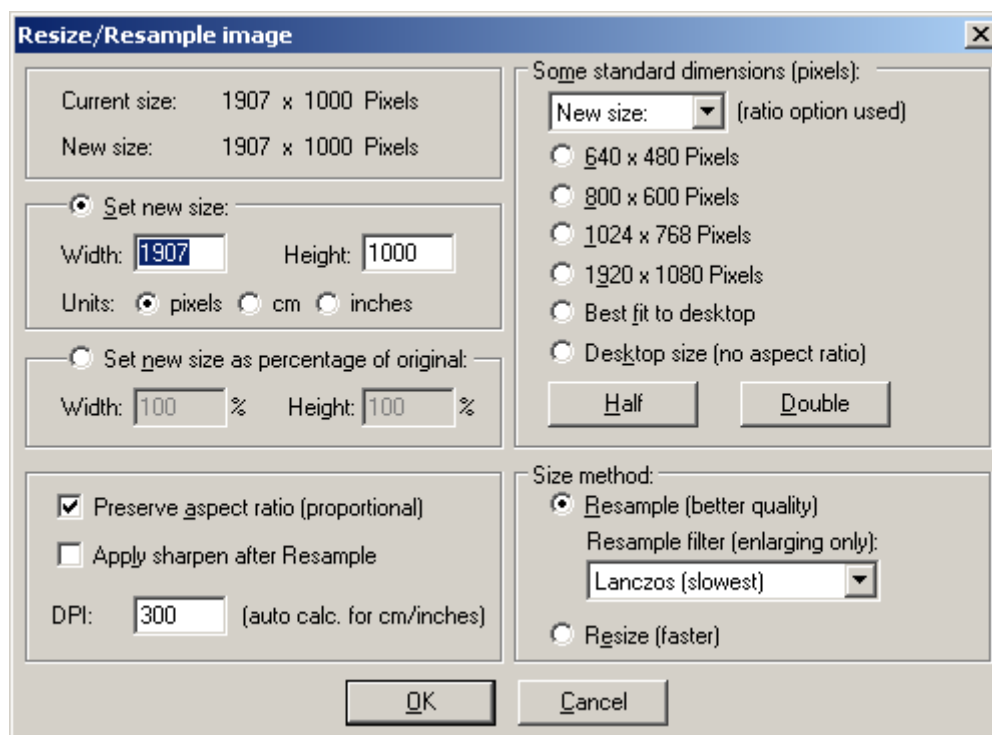 Resize/Resample image
Current size: 1907 x 1000 Pixels
New size: 1907 x 1000 Pixels
Set new size:
Width: 1907 Height: 1000
Units: pixels cm inches
Set new size as percentage of original:
Width: 100 % Height: 100 %
Preserve aspect ratio (proportional)
Apply sharpen after Resample
DPI: 300 (auto calc. for cm/inches)
Some standard dimensions (pixels):
New size: (ratio option used)
640 x 480 Pixels
800 x 600 Pixels
1024 x 768 Pixels
1920 x 1080 Pixels
Best fit to desktop
Desktop size (no aspect ratio)
Half Double
Size method:
Resample (better quality)
Resample filter (enlarging only):
Lanczos (slowest)
Resize (faster)
OK Cancel